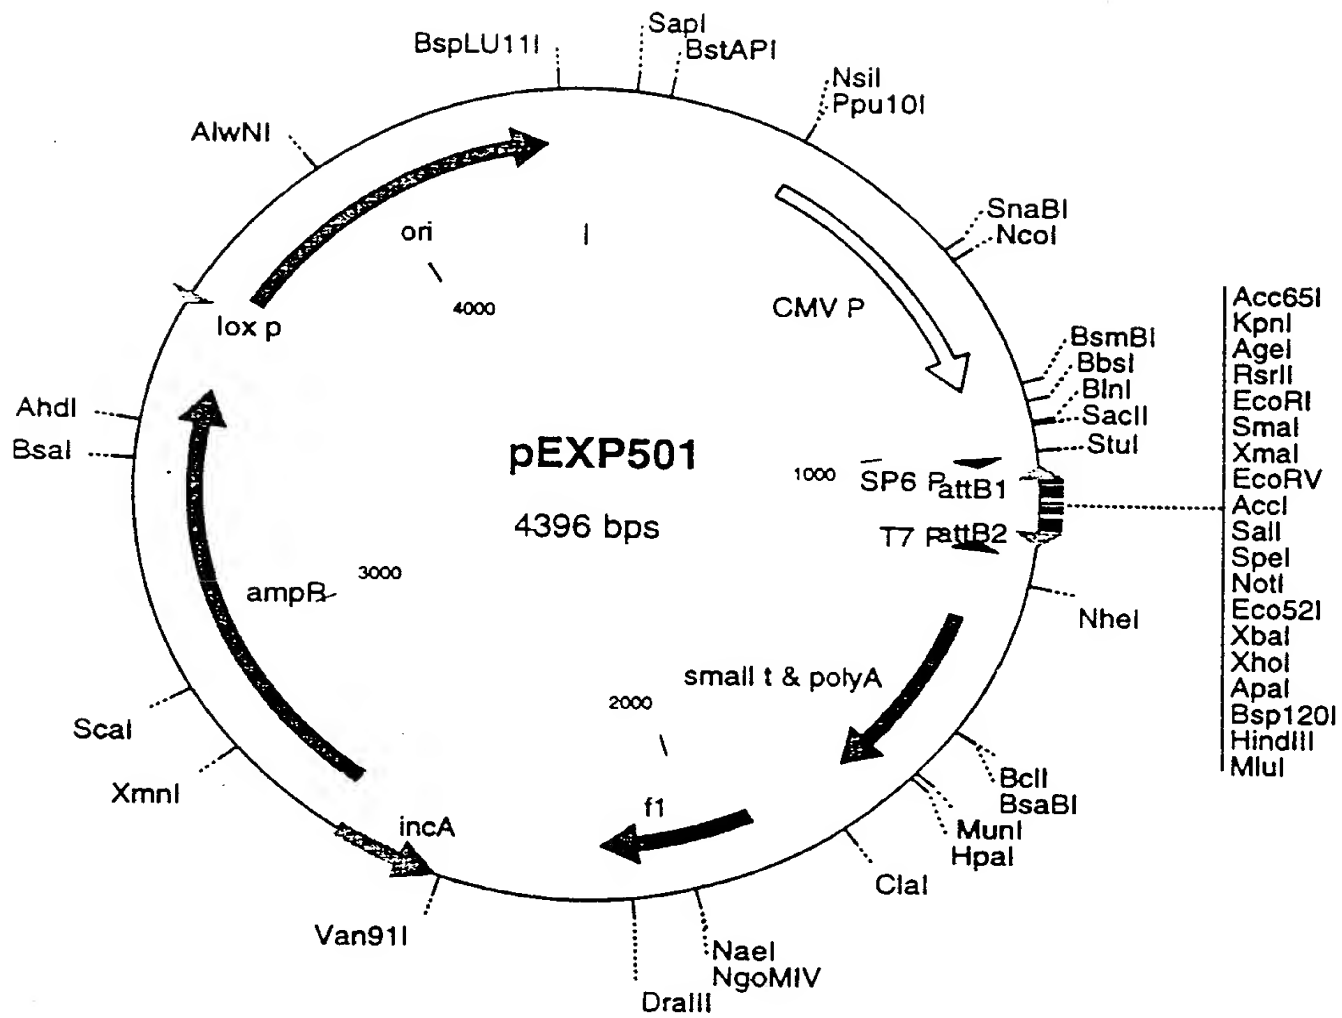 SapI
BspLU11I
BstAPI
NsiI
Ppu10I
AlwNI
SnaBI
NcoI
ori
4000
CMV P
lox p
BsmBI
BbsI
BlnI
SacII
StuI
AhdI
BsaI
pEXP501
4396 bps
1000
SP6 P
attB1
T7 P
attB2
Acc65I
KpnI
AgeI
RsrII
EcoRI
SmaI
XmaI
EcoRV
AccI
SalI
SpeI
NotI
Eco52I
XbaI
XhoI
ApaI
Bsp120I
HindIII
MluI
3000
ampR
NheI
small t & polyA
2000
ScaI
XmnI
BclI
BsaBI
MunI
HpaI
f1
incA
ClaI
Van91I
NaeI
NgoMIV
DraIII